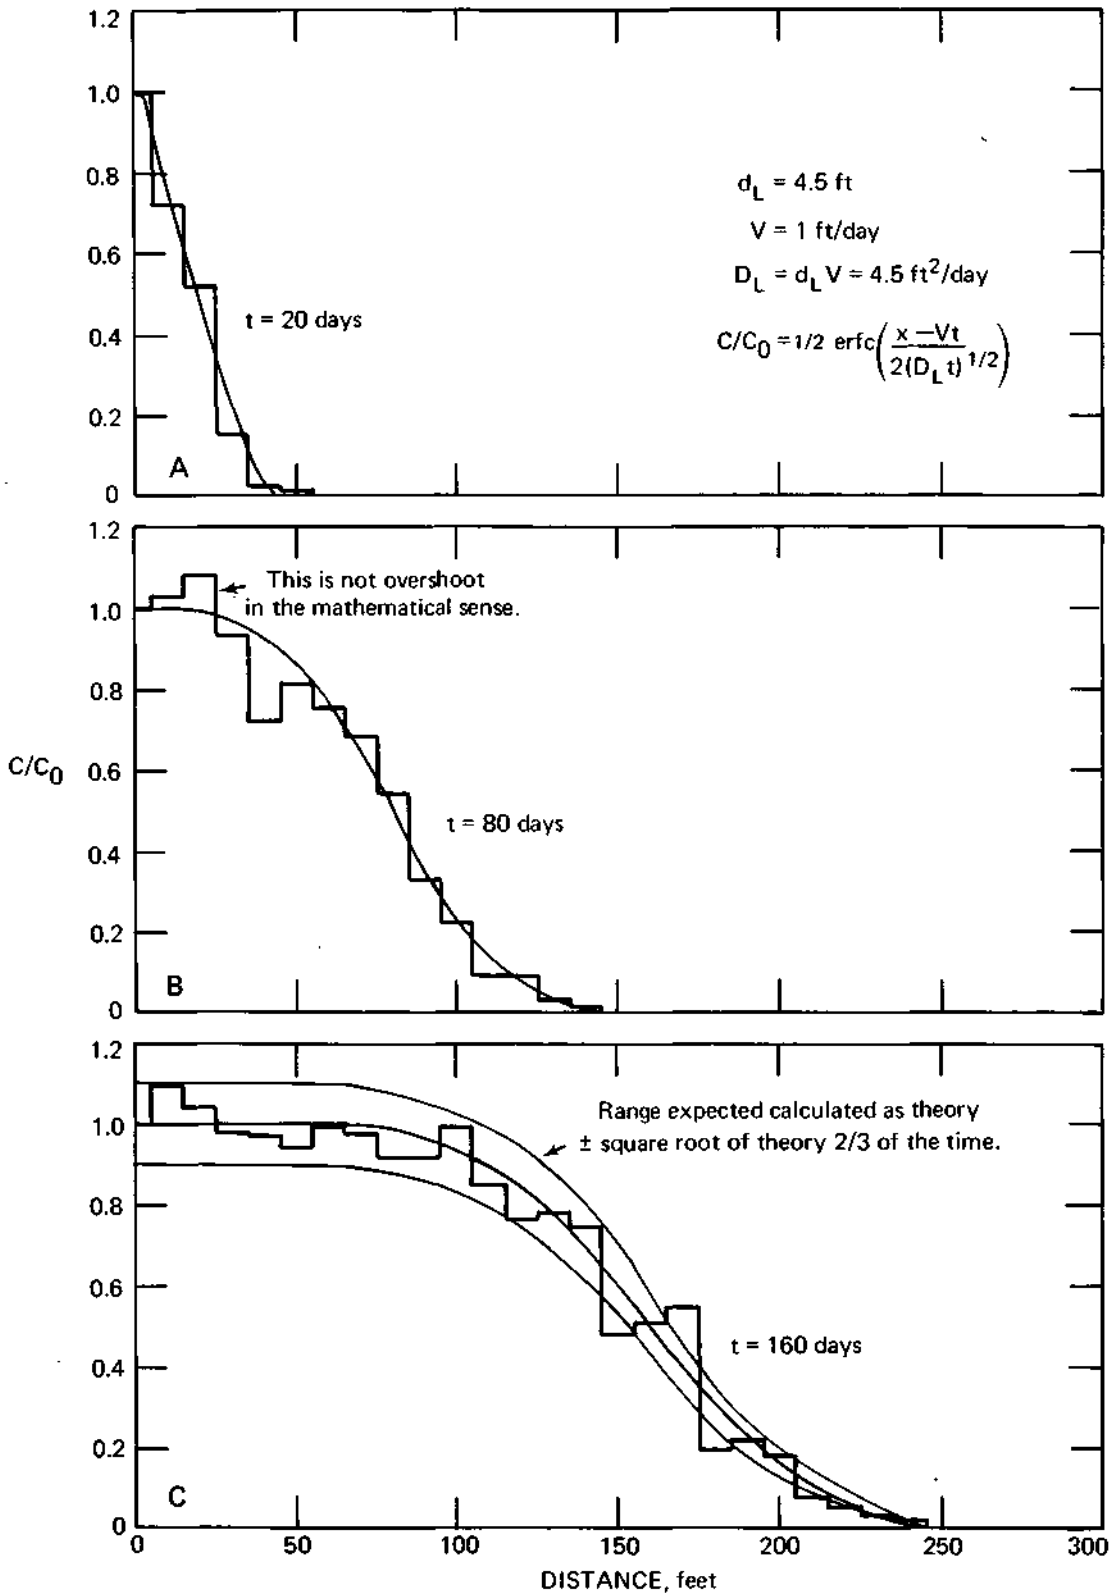 1.2
1.0
0.8
0.6
0.4
0.2
0
A
t = 20 days
d_L = 4.5 ft
V = 1 ft/day
D_L = d_L V = 4.5 ft²/day
C/C₀ = 1/2 erfc( (x – Vt) / 2(D_L t)^1/2 )
1.2
1.0
0.8
0.6
0.4
0.2
0
C/C₀
B
This is not overshoot
in the mathematical sense.
t = 80 days
1.2
1.0
0.8
0.6
0.4
0.2
0
C
Range expected calculated as theory
± square root of theory 2/3 of the time.
t = 160 days
0 50 100 150 200 250 300
DISTANCE, feet